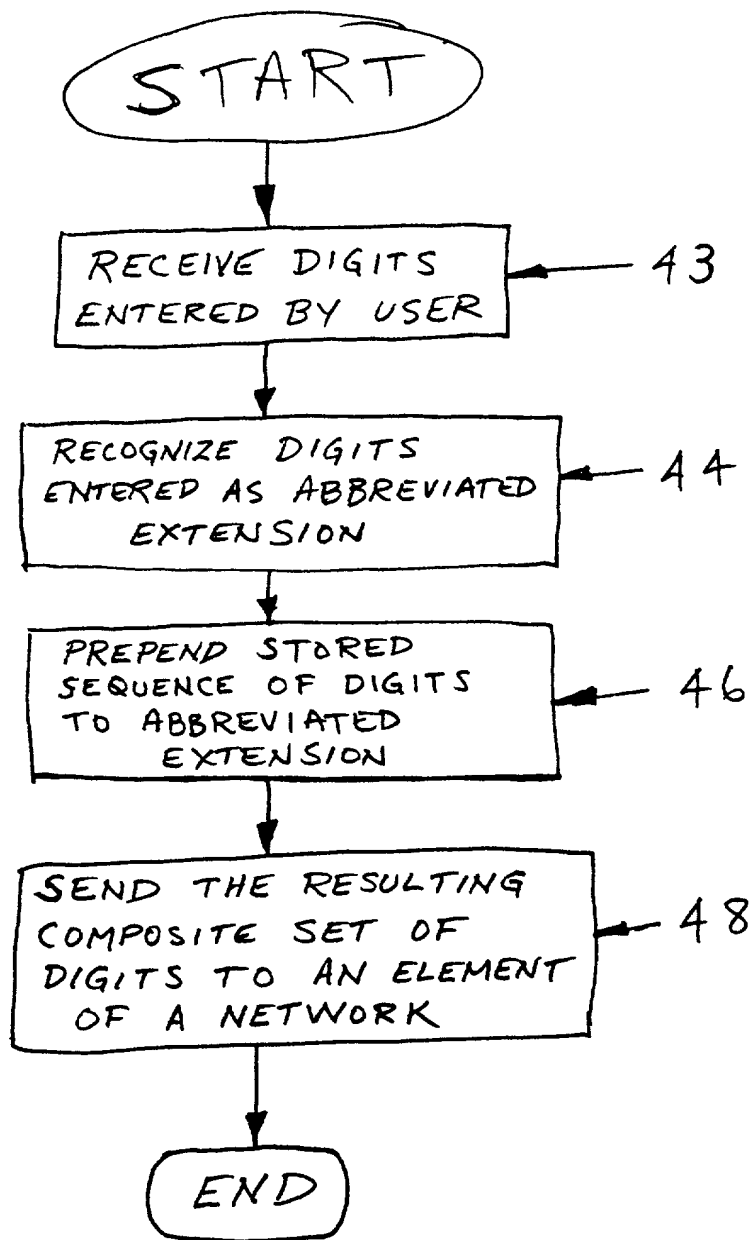 START
RECEIVE DIGITS
ENTERED BY USER
43
RECOGNIZE DIGITS
ENTERED AS ABBREVIATED
EXTENSION
44
PREPEND STORED
SEQUENCE OF DIGITS
TO ABBREVIATED
EXTENSION
46
SEND THE RESULTING
COMPOSITE SET OF
DIGITS TO AN ELEMENT
OF A NETWORK
48
END